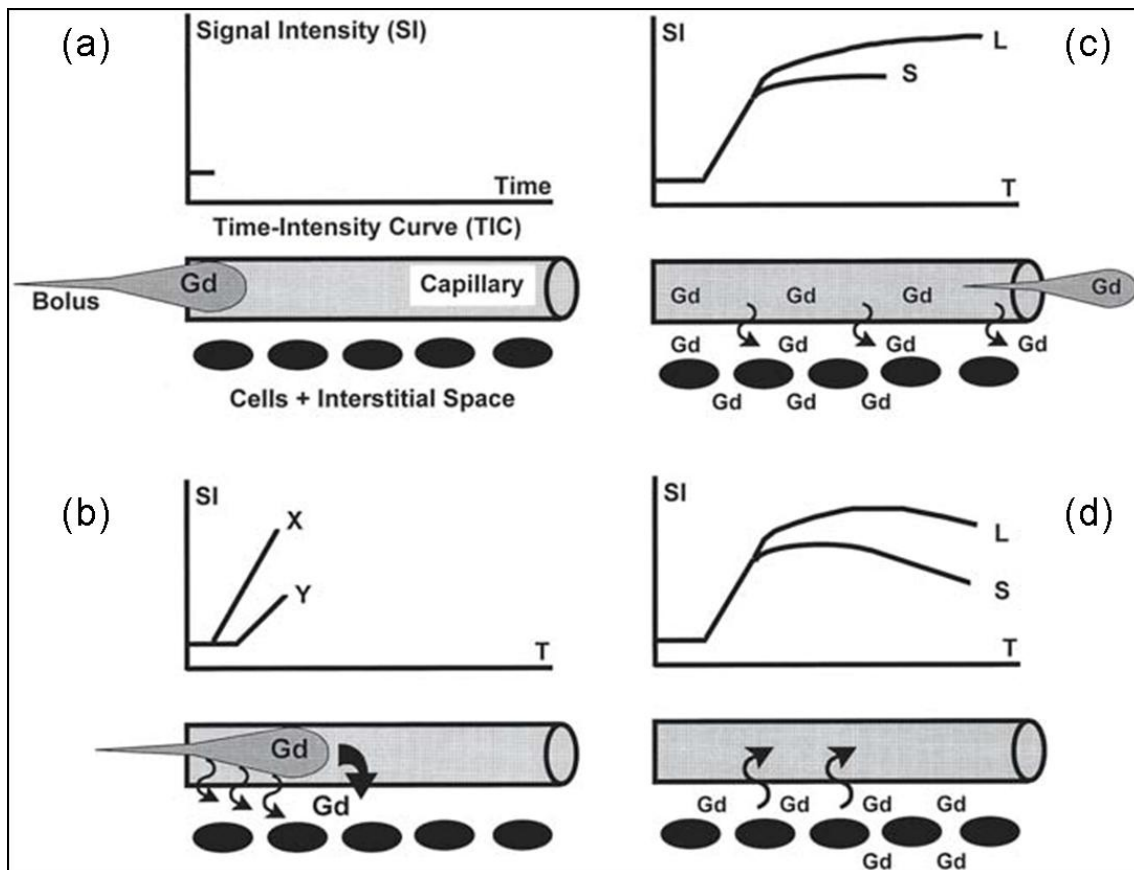 (a)
Signal Intensity (SI)
Time
Time-Intensity Curve (TIC)
Gd
Capillary
Bolus
Cells + Interstitial Space
(c)
SI
L
S
T
Gd Gd Gd Gd
Gd Gd Gd Gd
Gd Gd Gd
(b)
SI
X
Y
T
Gd
Gd
(d)
SI
L
S
T
Gd Gd Gd Gd
Gd Gd